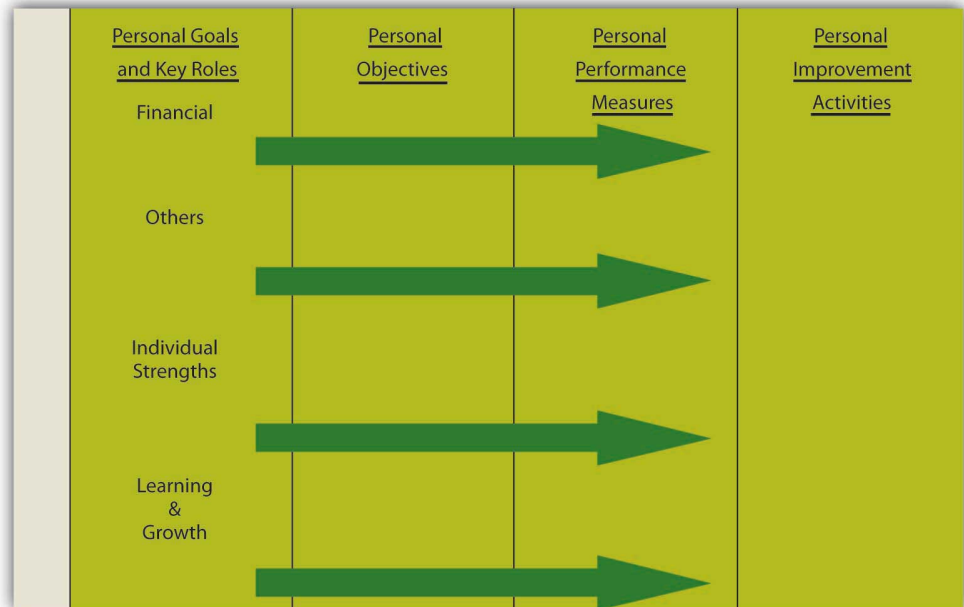 Personal Goals
and Key Roles
Personal
Objectives
Personal
Performance
Measures
Personal
Improvement
Activities
Financial
Others
Individual
Strengths
Learning
&
Growth